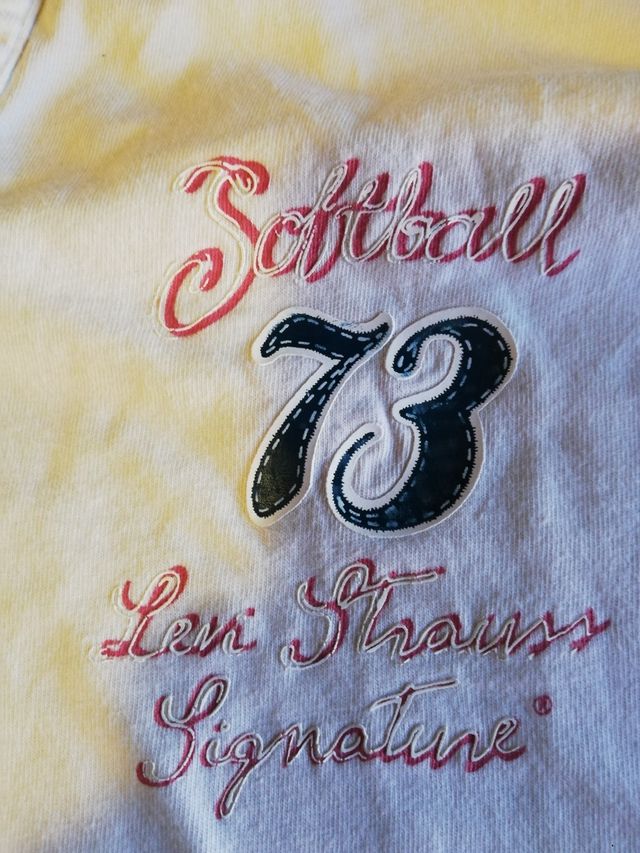 Softball
73
Levi Strauss
Signature®